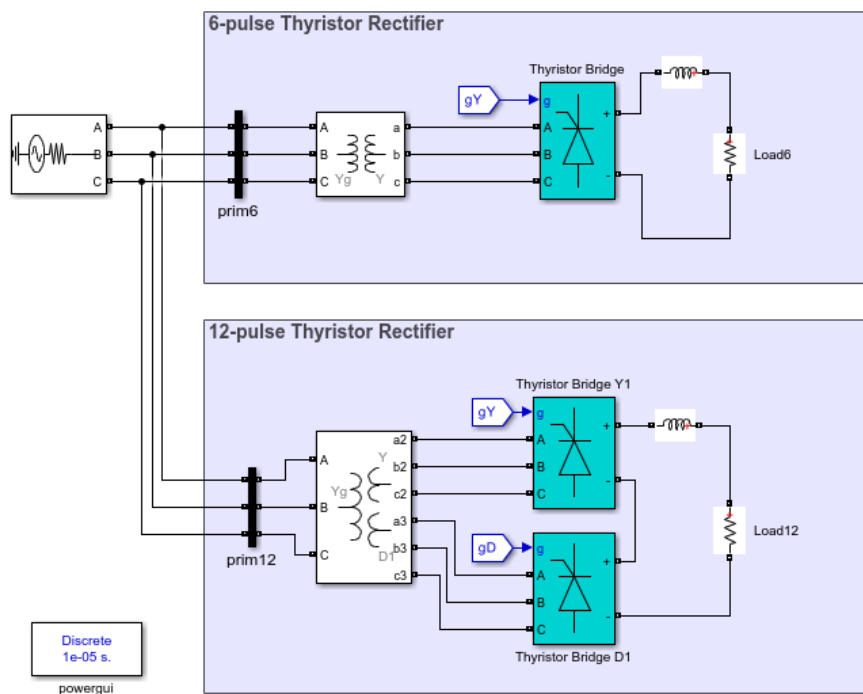 6-pulse Thyristor Rectifier
Thyristor Bridge
gY
g
A
B
C
A
B
C
Yg
Y
a
b
c
A
B
C
+
-
Load6
prim6
12-pulse Thyristor Rectifier
Thyristor Bridge Y1
gY
g
A
B
C
+
-
A
B
C
Yg
Y
D1
a2
b2
c2
a3
b3
c3
gD
g
A
B
C
+
-
Load12
prim12
Thyristor Bridge D1
Discrete
1e-05 s.
powergui